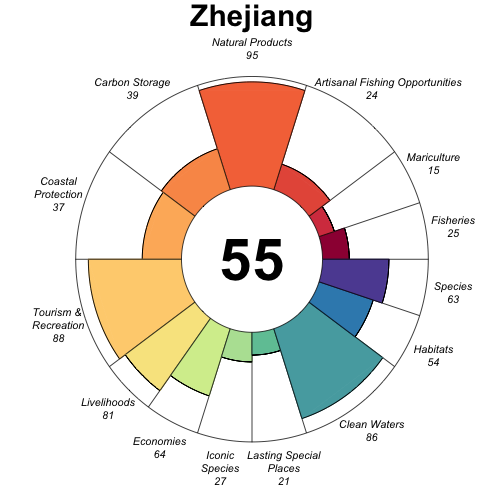 Zhejiang
Natural Products
95
Carbon Storage
39
Artisanal Fishing Opportunities
24
Mariculture
15
Coastal
Protection
37
Fisheries
25
55
Species
63
Tourism &
Recreation
88
Habitats
54
Livelihoods
81
Clean Waters
86
Economies
64
Iconic
Species
27
Lasting Special
Places
21